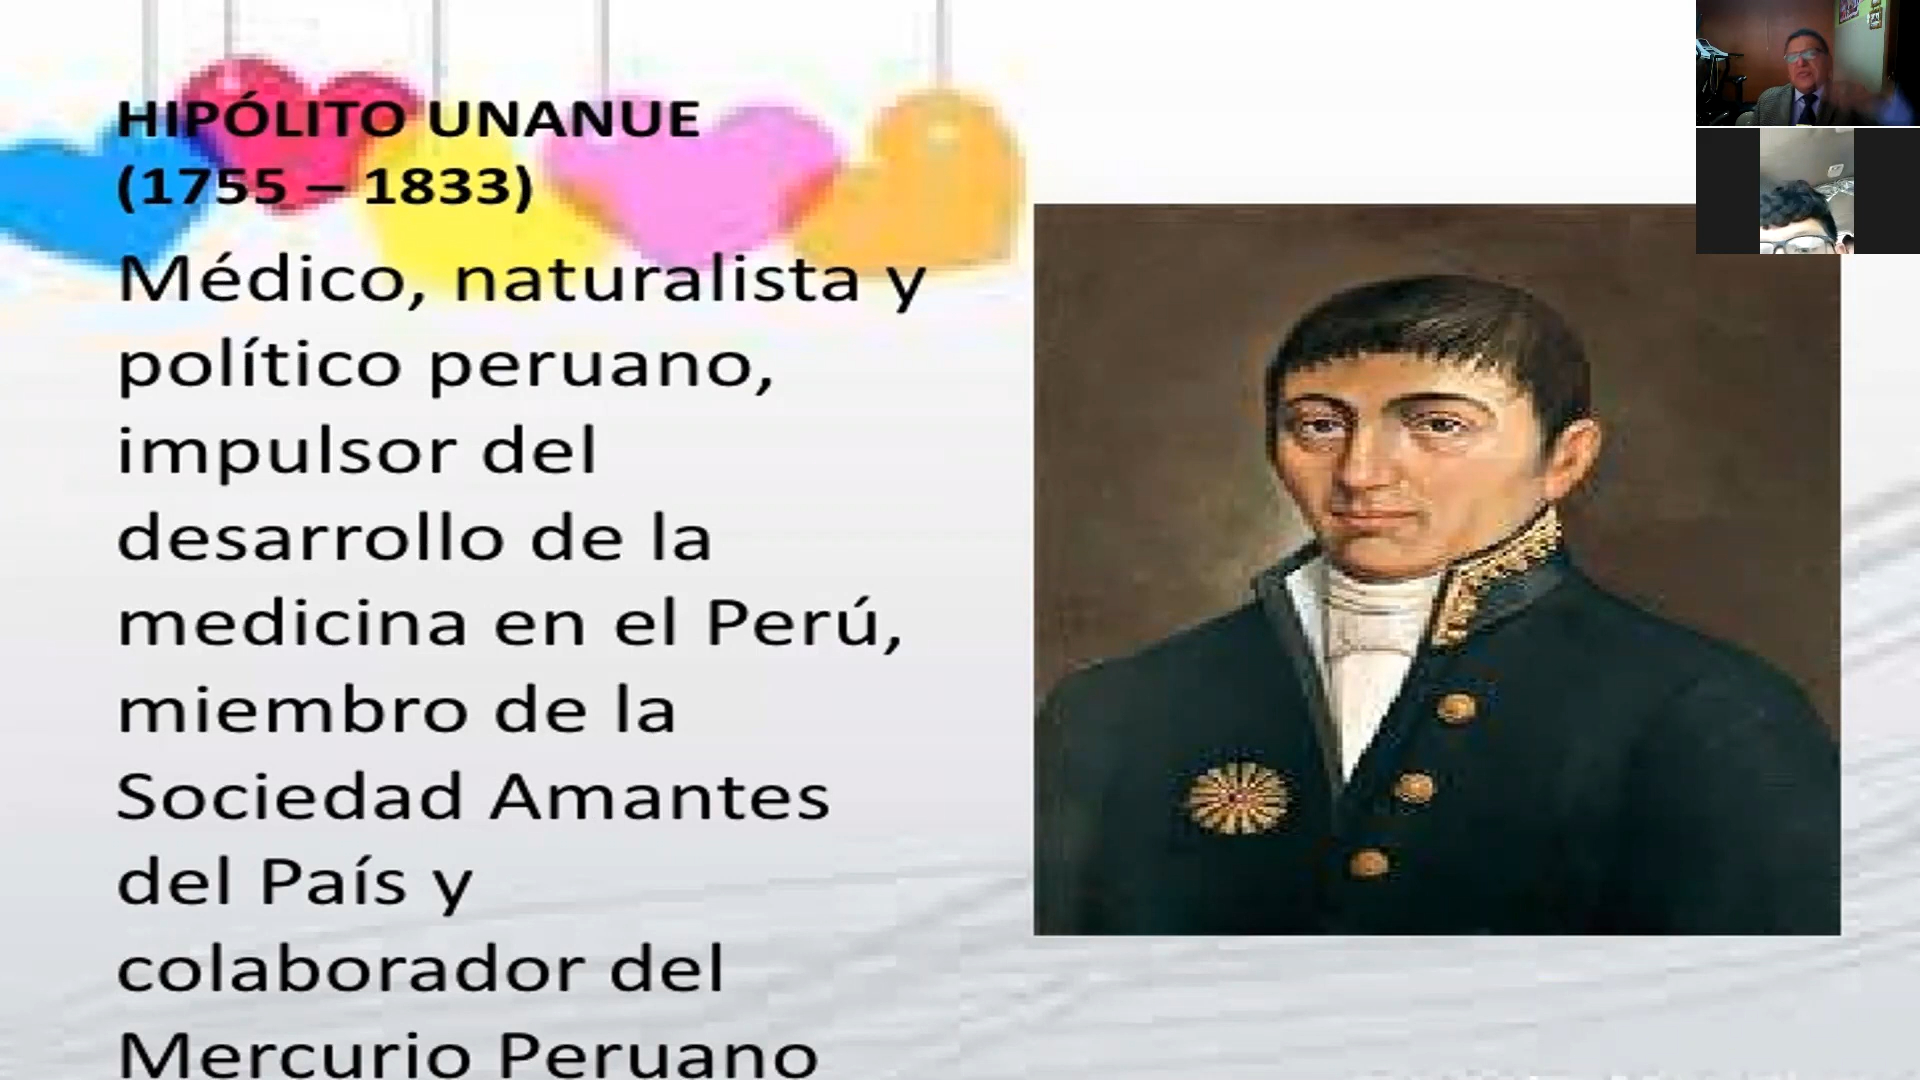 HIPÓLITO UNANUE
(1755 – 1833)
Médico, naturalista y
político peruano,
impulsor del
desarrollo de la
medicina en el Perú,
miembro de la
Sociedad Amantes
del País y
colaborador del
Mercurio Peruano